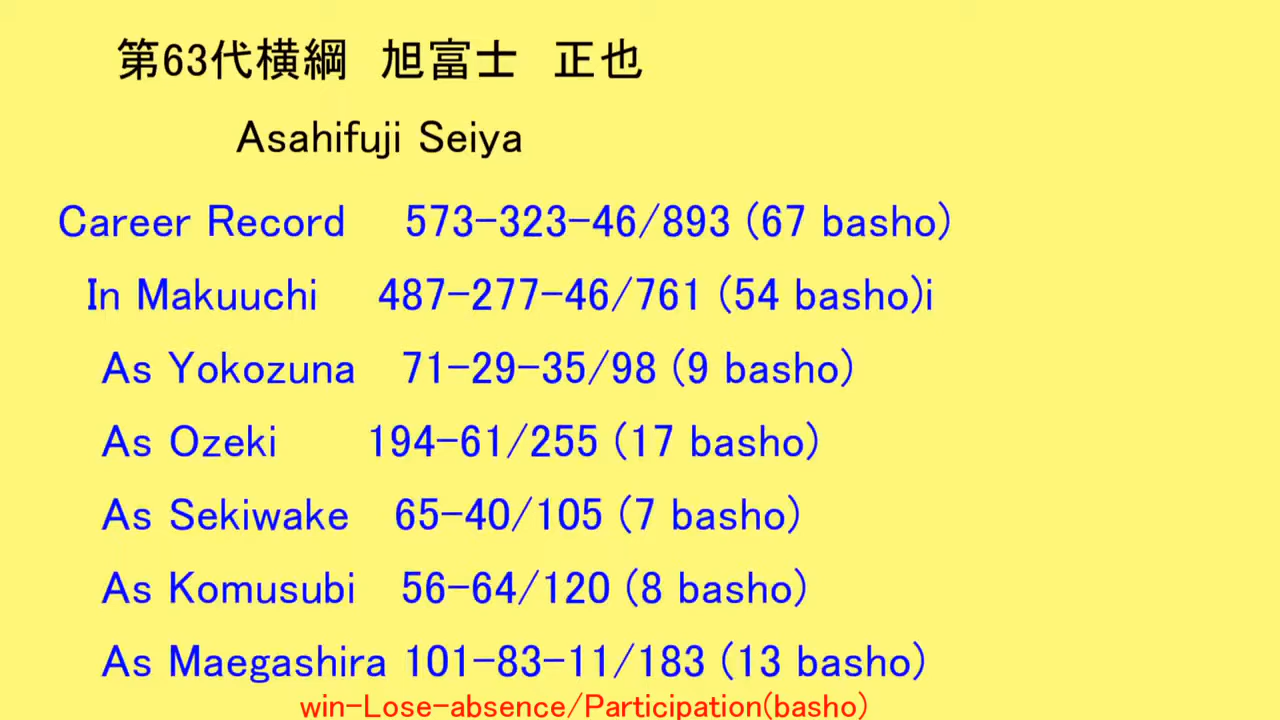 第63代横綱 旭富士 正也
Asahifuji Seiya
Career Record 573-323-46/893 (67 basho)
In Makuuchi 487-277-46/761 (54 basho)i
As Yokozuna 71-29-35/98 (9 basho)
As Ozeki 194-61/255 (17 basho)
As Sekiwake 65-40/105 (7 basho)
As Komusubi 56-64/120 (8 basho)
As Maegashira 101-83-11/183 (13 basho)
win-Lose-absence/Participation(basho)